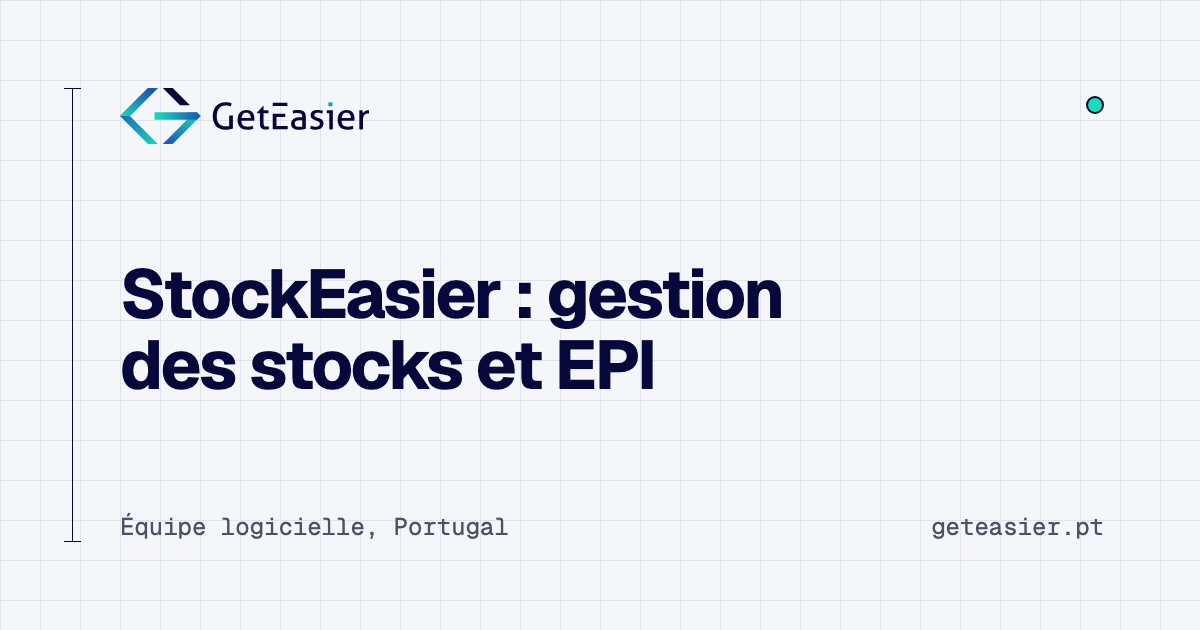 GetEasier
StockEasier : gestion
des stocks et EPI
Équipe logicielle, Portugal
geteasier.pt